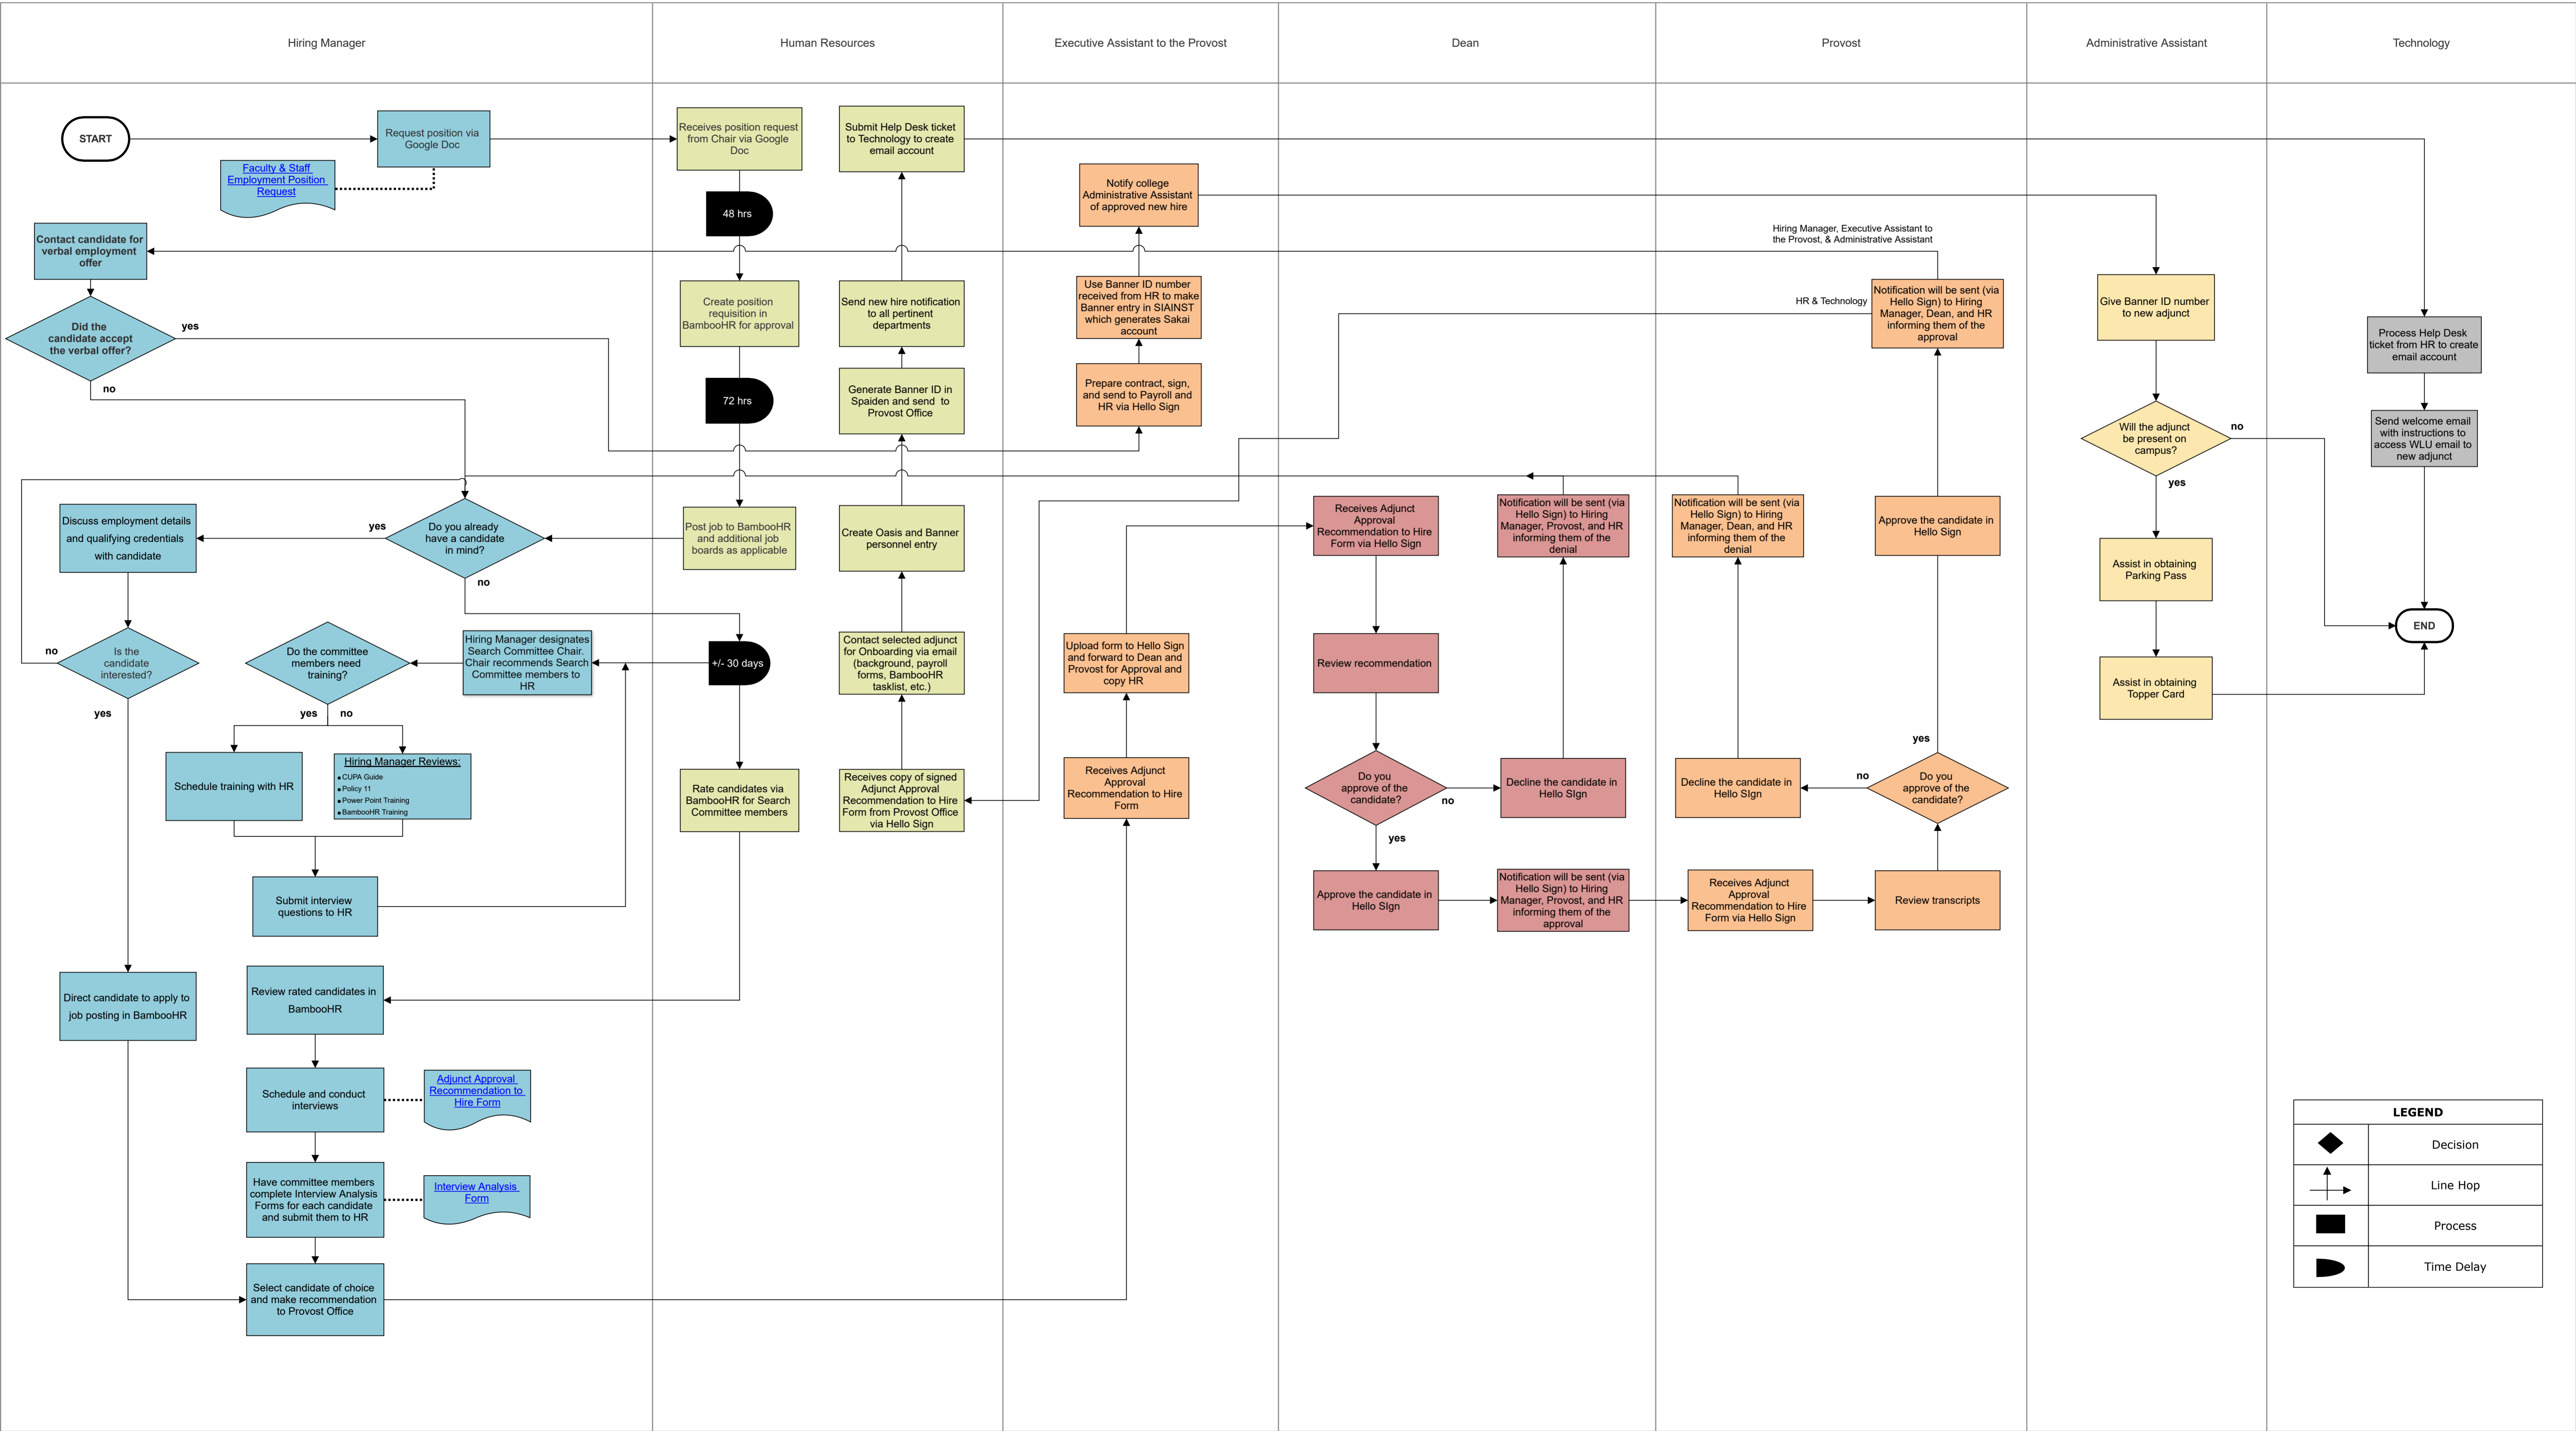 Hiring Manager
Human Resources
Executive Assistant to the Provost
Dean
Provost
Administrative Assistant
Technology
START
Request position via
Google Doc
Faculty & Staff
Employment Position
Request
Contact candidate for
verbal employment
offer
Did the
candidate accept
the verbal offer?
yes
no
Discuss employment details
and qualifying credentials
with candidate
yes
Do you already
have a candidate
in mind?
no
Is the
candidate
interested?
no
yes
Do the committee
members need
training?
yes
no
Hiring Manager designates
Search Committee Chair.
Chair recommends Search
Committee members to
HR
Schedule training with HR
Hiring Manager Reviews:
• CUPA Guide
• Policy 11
• Power Point Training
• BambooHR Training
Submit interview
questions to HR
Direct candidate to apply to
job posting in BambooHR
Review rated candidates in
BambooHR
Schedule and conduct
interviews
Adjunct Approval
Recommendation to
Hire Form
Have committee members
complete Interview Analysis
Forms for each candidate
and submit them to HR
Interview Analysis
Form
Select candidate of choice
and make recommendation
to Provost Office
Receives position request
from Chair via Google
Doc
48 hrs
Create position
requisition in
BambooHR for approval
72 hrs
Post job to BambooHR
and additional job
boards as applicable
+/- 30 days
Rate candidates via
BambooHR for Search
Committee members
Submit Help Desk ticket
to Technology to create
email account
Send new hire notification
to all pertinent
departments
Generate Banner ID in
Spaiden and send to
Provost Office
Create Oasis and Banner
personnel entry
Contact selected adjunct
for Onboarding via email
(background, payroll
forms, BambooHR
tasklist, etc.)
Receives copy of signed
Adjunct Approval
Recommendation to Hire
Form from Provost Office
via Hello Sign
Notify college
Administrative Assistant
of approved new hire
Use Banner ID number
received from HR to make
Banner entry in SIAINST
which generates Sakai
account
Prepare contract, sign,
and send to Payroll and
HR via Hello Sign
Upload form to Hello Sign
and forward to Dean and
Provost for Approval and
copy HR
Receives Adjunct
Approval
Recommendation to Hire
Form
Receives Adjunct
Approval
Recommendation to Hire
Form via Hello Sign
Notification will be sent (via
Hello Sign) to Hiring
Manager, Provost, and HR
informing them of the
denial
Review recommendation
Do you
approve of the
candidate?
no
yes
Decline the candidate in
Hello SIgn
Approve the candidate in
Hello SIgn
Notification will be sent (via
Hello Sign) to Hiring
Manager, Provost, and HR
informing them of the
approval
Hiring Manager, Executive Assistant to
the Provost, & Administrative Assistant
HR & Technology
Notification will be sent (via
Hello Sign) to Hiring
Manager, Dean, and HR
informing them of the
approval
Notification will be sent (via
Hello Sign) to Hiring
Manager, Dean, and HR
informing them of the
denial
Approve the candidate in
Hello Sign
yes
Decline the candidate in
Hello SIgn
no
Do you
approve of the
candidate?
Receives Adjunct
Approval
Recommendation to Hire
Form via Hello Sign
Review transcripts
Give Banner ID number
to new adjunct
Will the adjunct
be present on
campus?
no
yes
Assist in obtaining
Parking Pass
Assist in obtaining
Topper Card
Process Help Desk
ticket from HR to create
email account
Send welcome email
with instructions to
access WLU email to
new adjunct
END
LEGEND
Decision
Line Hop
Process
Time Delay